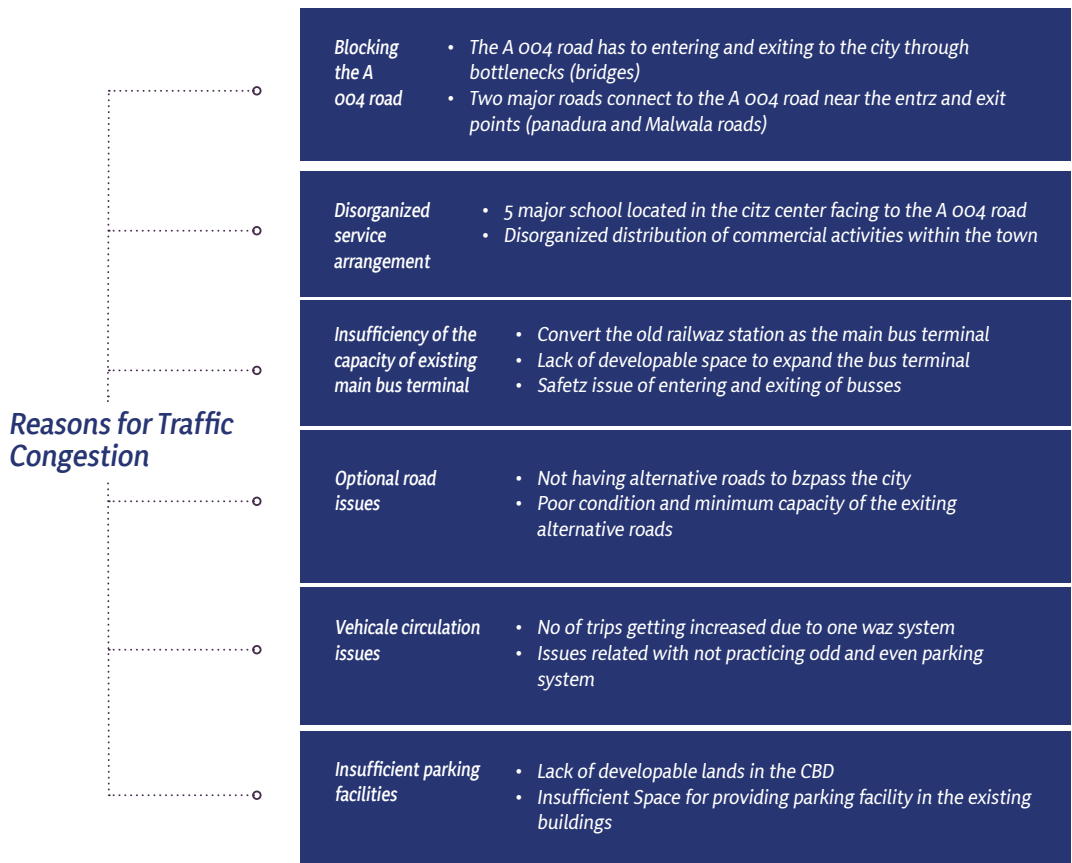 Reasons for Traffic
Congestion
Blocking
the A
004 road
• The A 004 road has to entering and exiting to the city through
bottlenecks (bridges)
• Two major roads connect to the A 004 road near the entrz and exit
points (panadura and Malwala roads)
Disorganized
service
arrangement
• 5 major school located in the citz center facing to the A 004 road
• Disorganized distribution of commercial activities within the town
Insufficiency of the
capacity of existing
main bus terminal
• Convert the old railwaz station as the main bus terminal
• Lack of developable space to expand the bus terminal
• Safetz issue of entering and exiting of busses
Optional road
issues
• Not having alternative roads to bzpass the city
• Poor condition and minimum capacity of the exiting
alternative roads
Vehicale circulation
issues
• No of trips getting increased due to one waz system
• Issues related with not practicing odd and even parking
system
Insufficient parking
facilities
• Lack of developable lands in the CBD
• Insufficient Space for providing parking facility in the existing
buildings